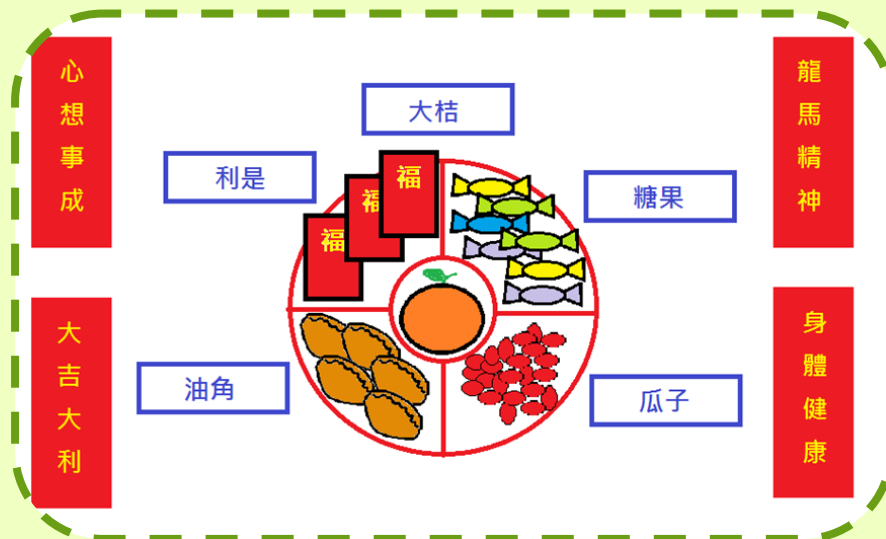 心想事成
龍馬精神
大桔
利是
糖果
福
福
福
大吉大利
身體健康
油角
瓜子